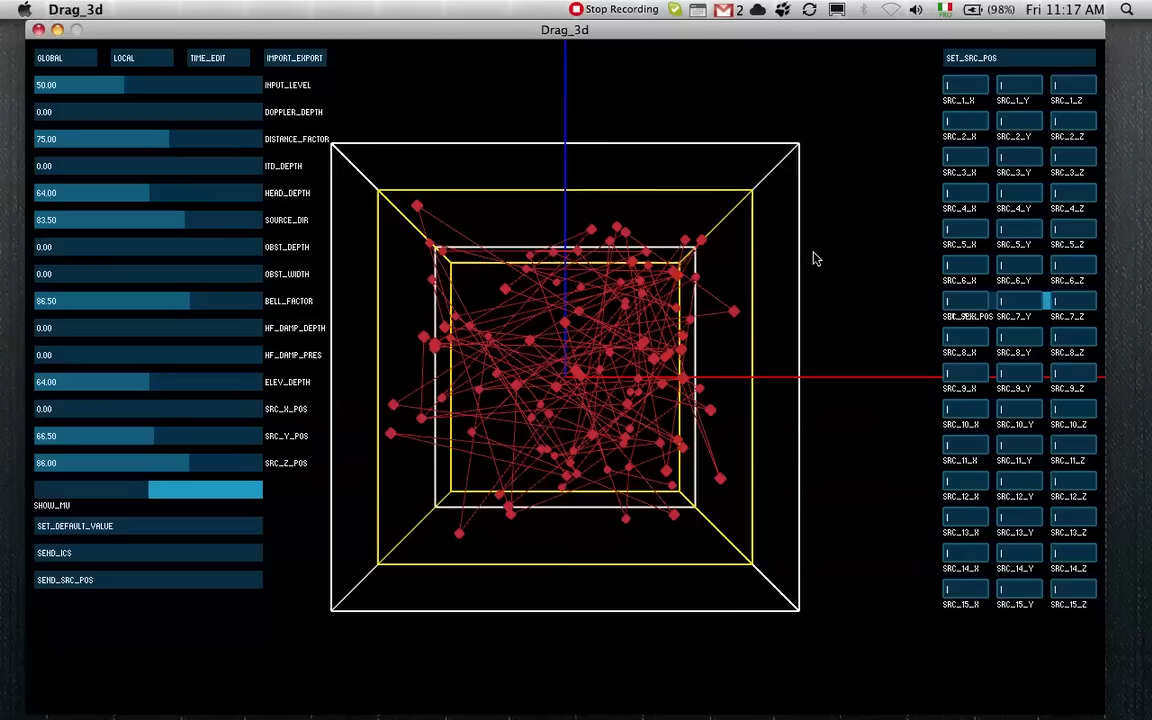 Drag_3d
Stop Recording
2
(98%)
Fri 11:17 AM
Drag_3d
GLOBAL
LOCAL
TIME_EDIT
IMPORT_EXPORT
SET_SRC_POS
50.00 INPUT_LEVEL
0.00 DOPPLER_DEPTH
75.00 DISTANCE_FACTOR
0.00 ITD_DEPTH
64.00 HEAD_DEPTH
83.50 SOURCE_DIR
0.00 OBST_DEPTH
0.00 OBST_WIDTH
86.50 BELL_FACTOR
0.00 HF_DAMP_DEPTH
0.00 HF_DAMP_PRES
64.00 ELEV_DEPTH
0.00 SRC_X_POS
66.50 SRC_Y_POS
86.00 SRC_Z_POS
SHOW_MV
SET_DEFAULT_VALUE
SEND_ICS
SEND_SRC_POS
SRC_1_X SRC_1_Y SRC_1_Z
SRC_2_X SRC_2_Y SRC_2_Z
SRC_3_X SRC_3_Y SRC_3_Z
SRC_4_X SRC_4_Y SRC_4_Z
SRC_5_X SRC_5_Y SRC_5_Z
SRC_6_X SRC_6_Y SRC_6_Z
SRC_7_Y SRC_7_Z
SRC_8_X SRC_8_Y SRC_8_Z
SRC_9_X SRC_9_Y SRC_9_Z
SRC_10_X SRC_10_Y SRC_10_Z
SRC_11_X SRC_11_Y SRC_11_Z
SRC_12_X SRC_12_Y SRC_12_Z
SRC_13_X SRC_13_Y SRC_13_Z
SRC_14_X SRC_14_Y SRC_14_Z
SRC_15_X SRC_15_Y SRC_15_Z